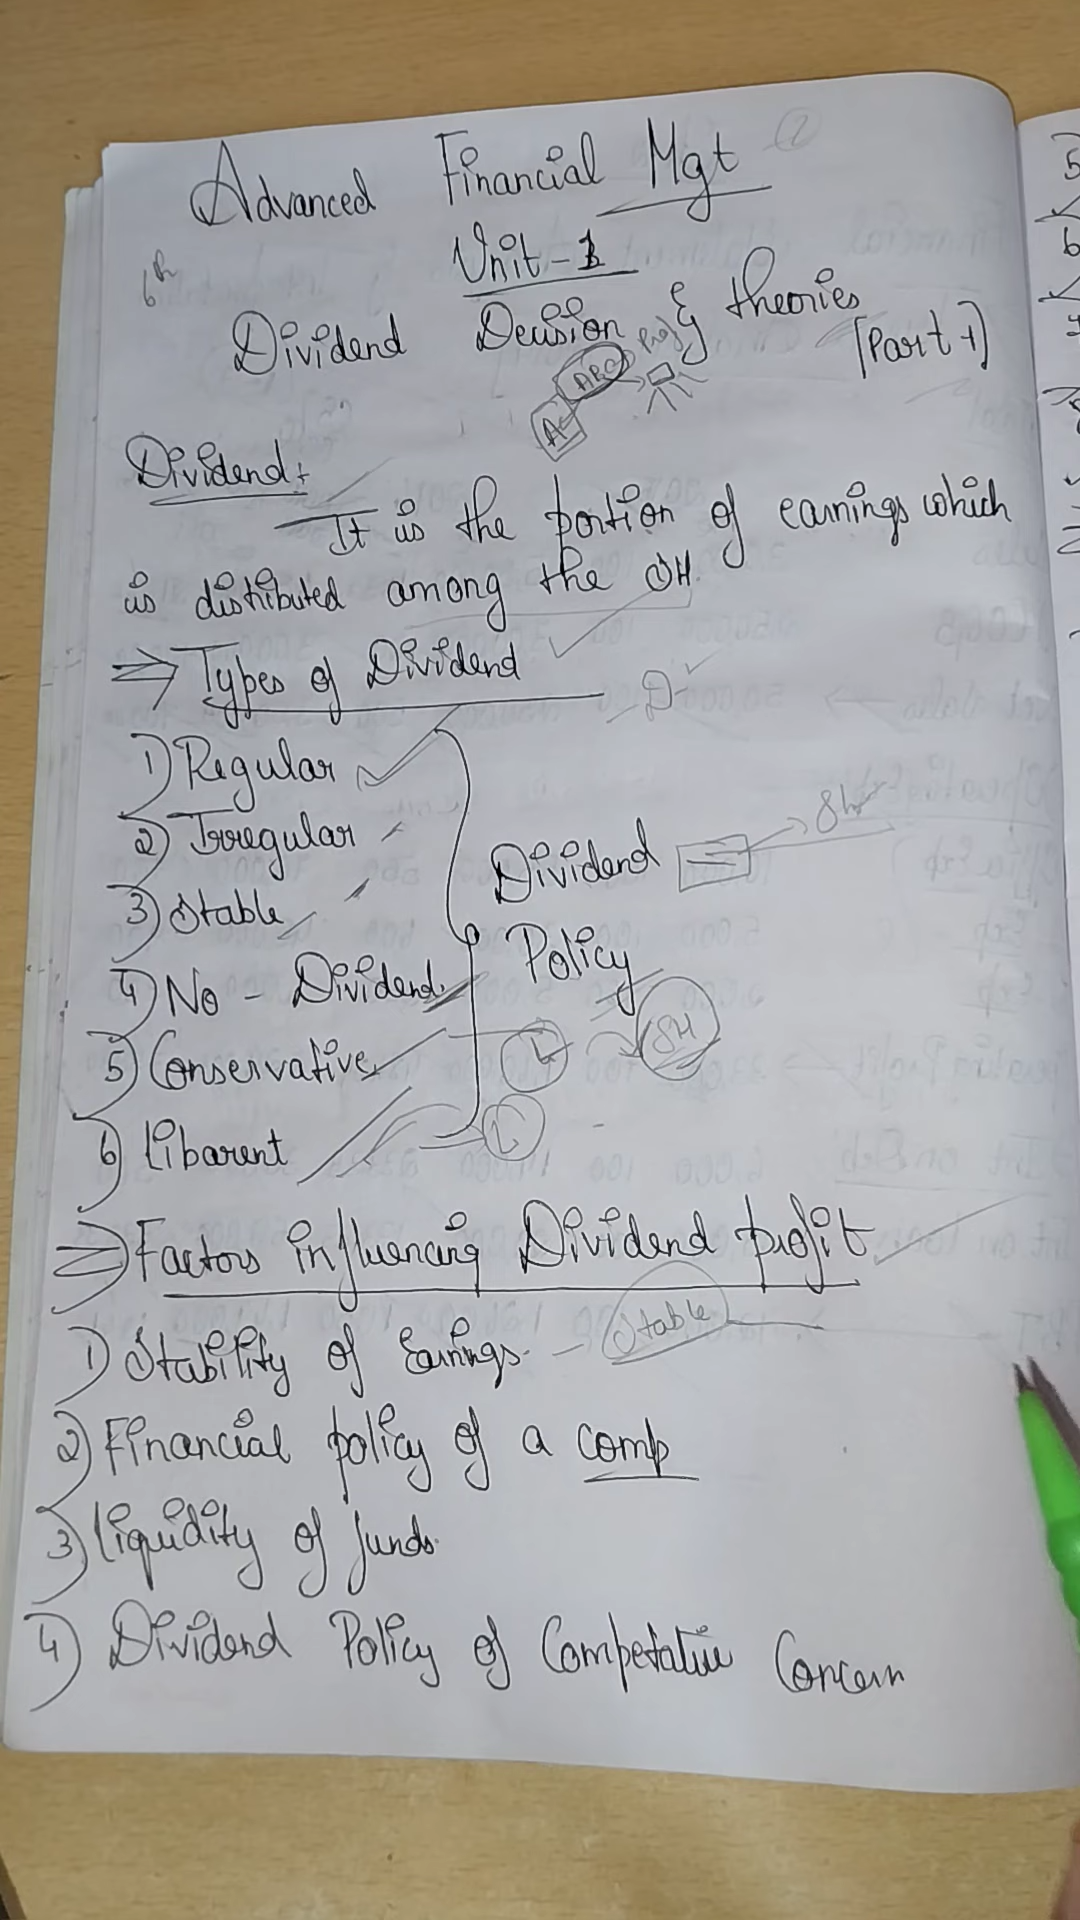 Advanced Financial Mgt
6th
Unit-1
Dividend Decision & theories
[Part 1]
ABC
A
Dividend:
It is the portion of earnings which
is distributed among the SH.
⇒ Types of Dividend
D
1) Regular
2) Irregular
3) Stable
4) No - Dividend
5) Conservative
6) Libarent
Dividend
Policy
SH
L
⇒ Factors influencing Dividend profit
1) Stability of Earnings - Stable
2) Financial policy of a comp
3) liquidity of funds.
4) Dividend Policy of Competative Concern
5
6